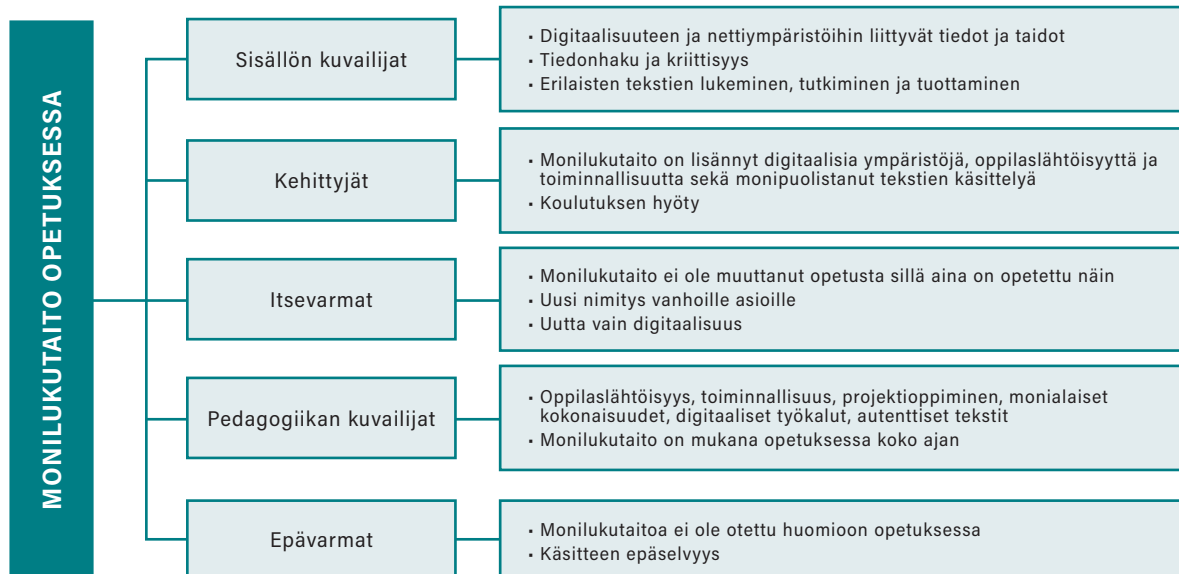 MONILUKUTAITO OPETUKSESSA
Sisällön kuvailijat
▪ Digitaalisuuteen ja nettiympäristöihin liittyvät tiedot ja taidot
▪ Tiedonhaku ja kriittisyys
▪ Erilaisten tekstien lukeminen, tutkiminen ja tuottaminen
Kehittyjät
▪ Monilukutaito on lisännyt digitaalisia ympäristöjä, oppilaslähtöisyyttä ja
toiminnallisuutta sekä monipuolistanut tekstien käsittelyä
▪ Koulutuksen hyöty
Itsevarmat
▪ Monilukutaito ei ole muuttanut opetusta sillä aina on opetettu näin
▪ Uusi nimitys vanhoille asioille
▪ Uutta vain digitaalisuus
Pedagogiikan kuvailijat
▪ Oppilaslähtöisyys, toiminnallisuus, projektioppiminen, monialaiset
kokonaisuudet, digitaaliset työkalut, autenttiset tekstit
▪ Monilukutaito on mukana opetuksessa koko ajan
Epävarmat
▪ Monilukutaitoa ei ole otettu huomioon opetuksessa
▪ Käsitteen epäselvyys